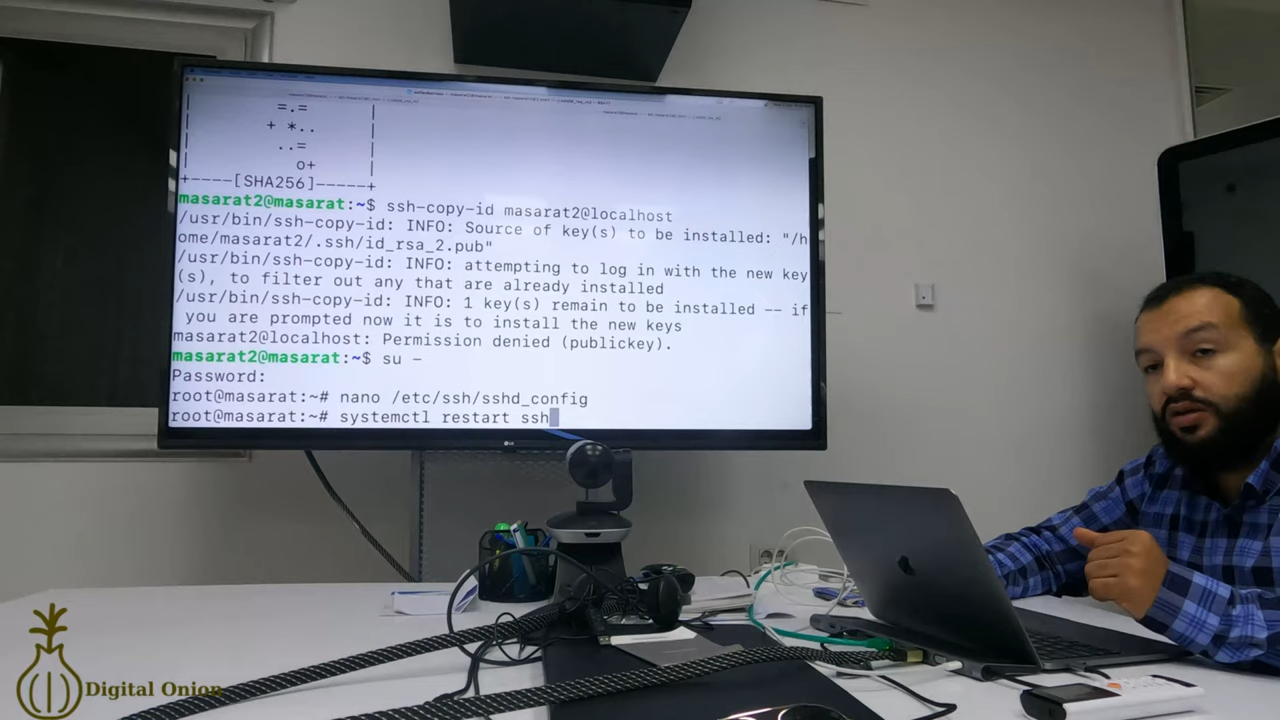 =.=
+ *..
..=
o+
+----[SHA256]-----+
masarat2@masarat:~$ ssh-copy-id masarat2@localhost
/usr/bin/ssh-copy-id: INFO: Source of key(s) to be installed: "/h
ome/masarat2/.ssh/id_rsa_2.pub"
/usr/bin/ssh-copy-id: INFO: attempting to log in with the new key
(s), to filter out any that are already installed
/usr/bin/ssh-copy-id: INFO: 1 key(s) remain to be installed -- if
you are prompted now it is to install the new keys
masarat2@localhost: Permission denied (publickey).
masarat2@masarat:~$ su -
Password:
root@masarat:~# nano /etc/ssh/sshd_config
root@masarat:~# systemctl restart ssh
LG
Digital Onion